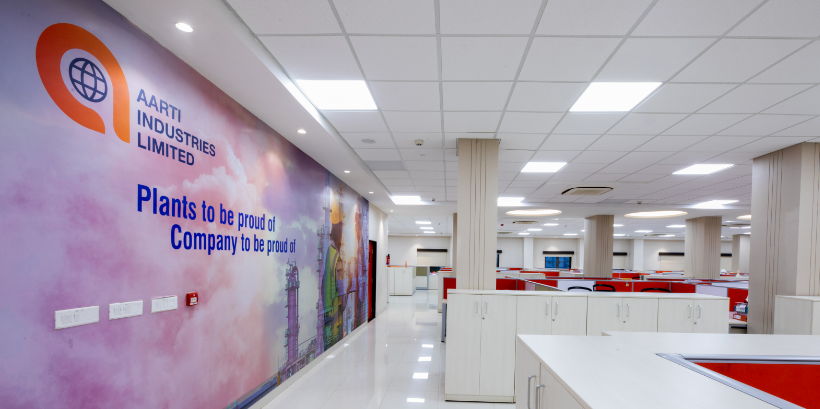 AARTI
INDUSTRIES
LIMITED
Plants to be proud of
Company to be proud of